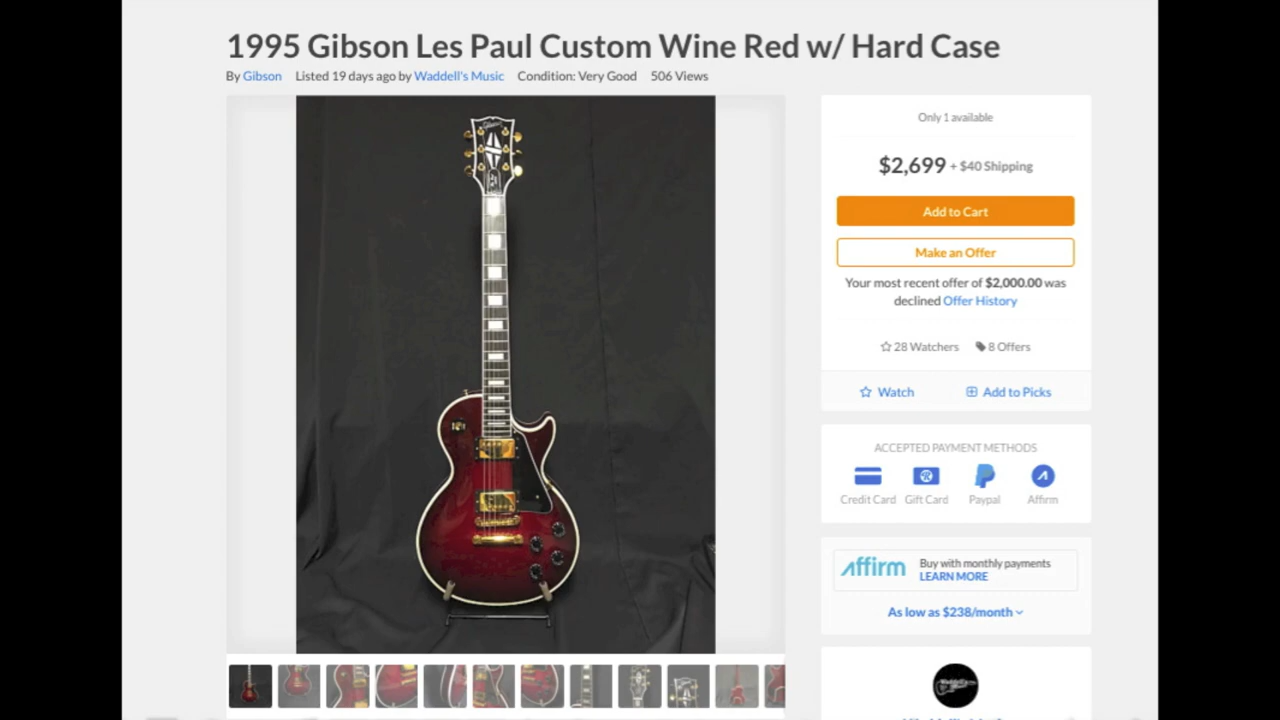 1995 Gibson Les Paul Custom Wine Red w/ Hard Case
By Gibson Listed 19 days ago by Waddell's Music Condition: Very Good 506 Views
Only 1 available
$2,699 + $40 Shipping
Add to Cart
Make an Offer
Your most recent offer of $2,000.00 was
declined Offer History
28 Watchers 8 Offers
Watch Add to Picks
ACCEPTED PAYMENT METHODS
Credit Card Gift Card Paypal Affirm
affirm Buy with monthly payments
LEARN MORE
As low as $238/month